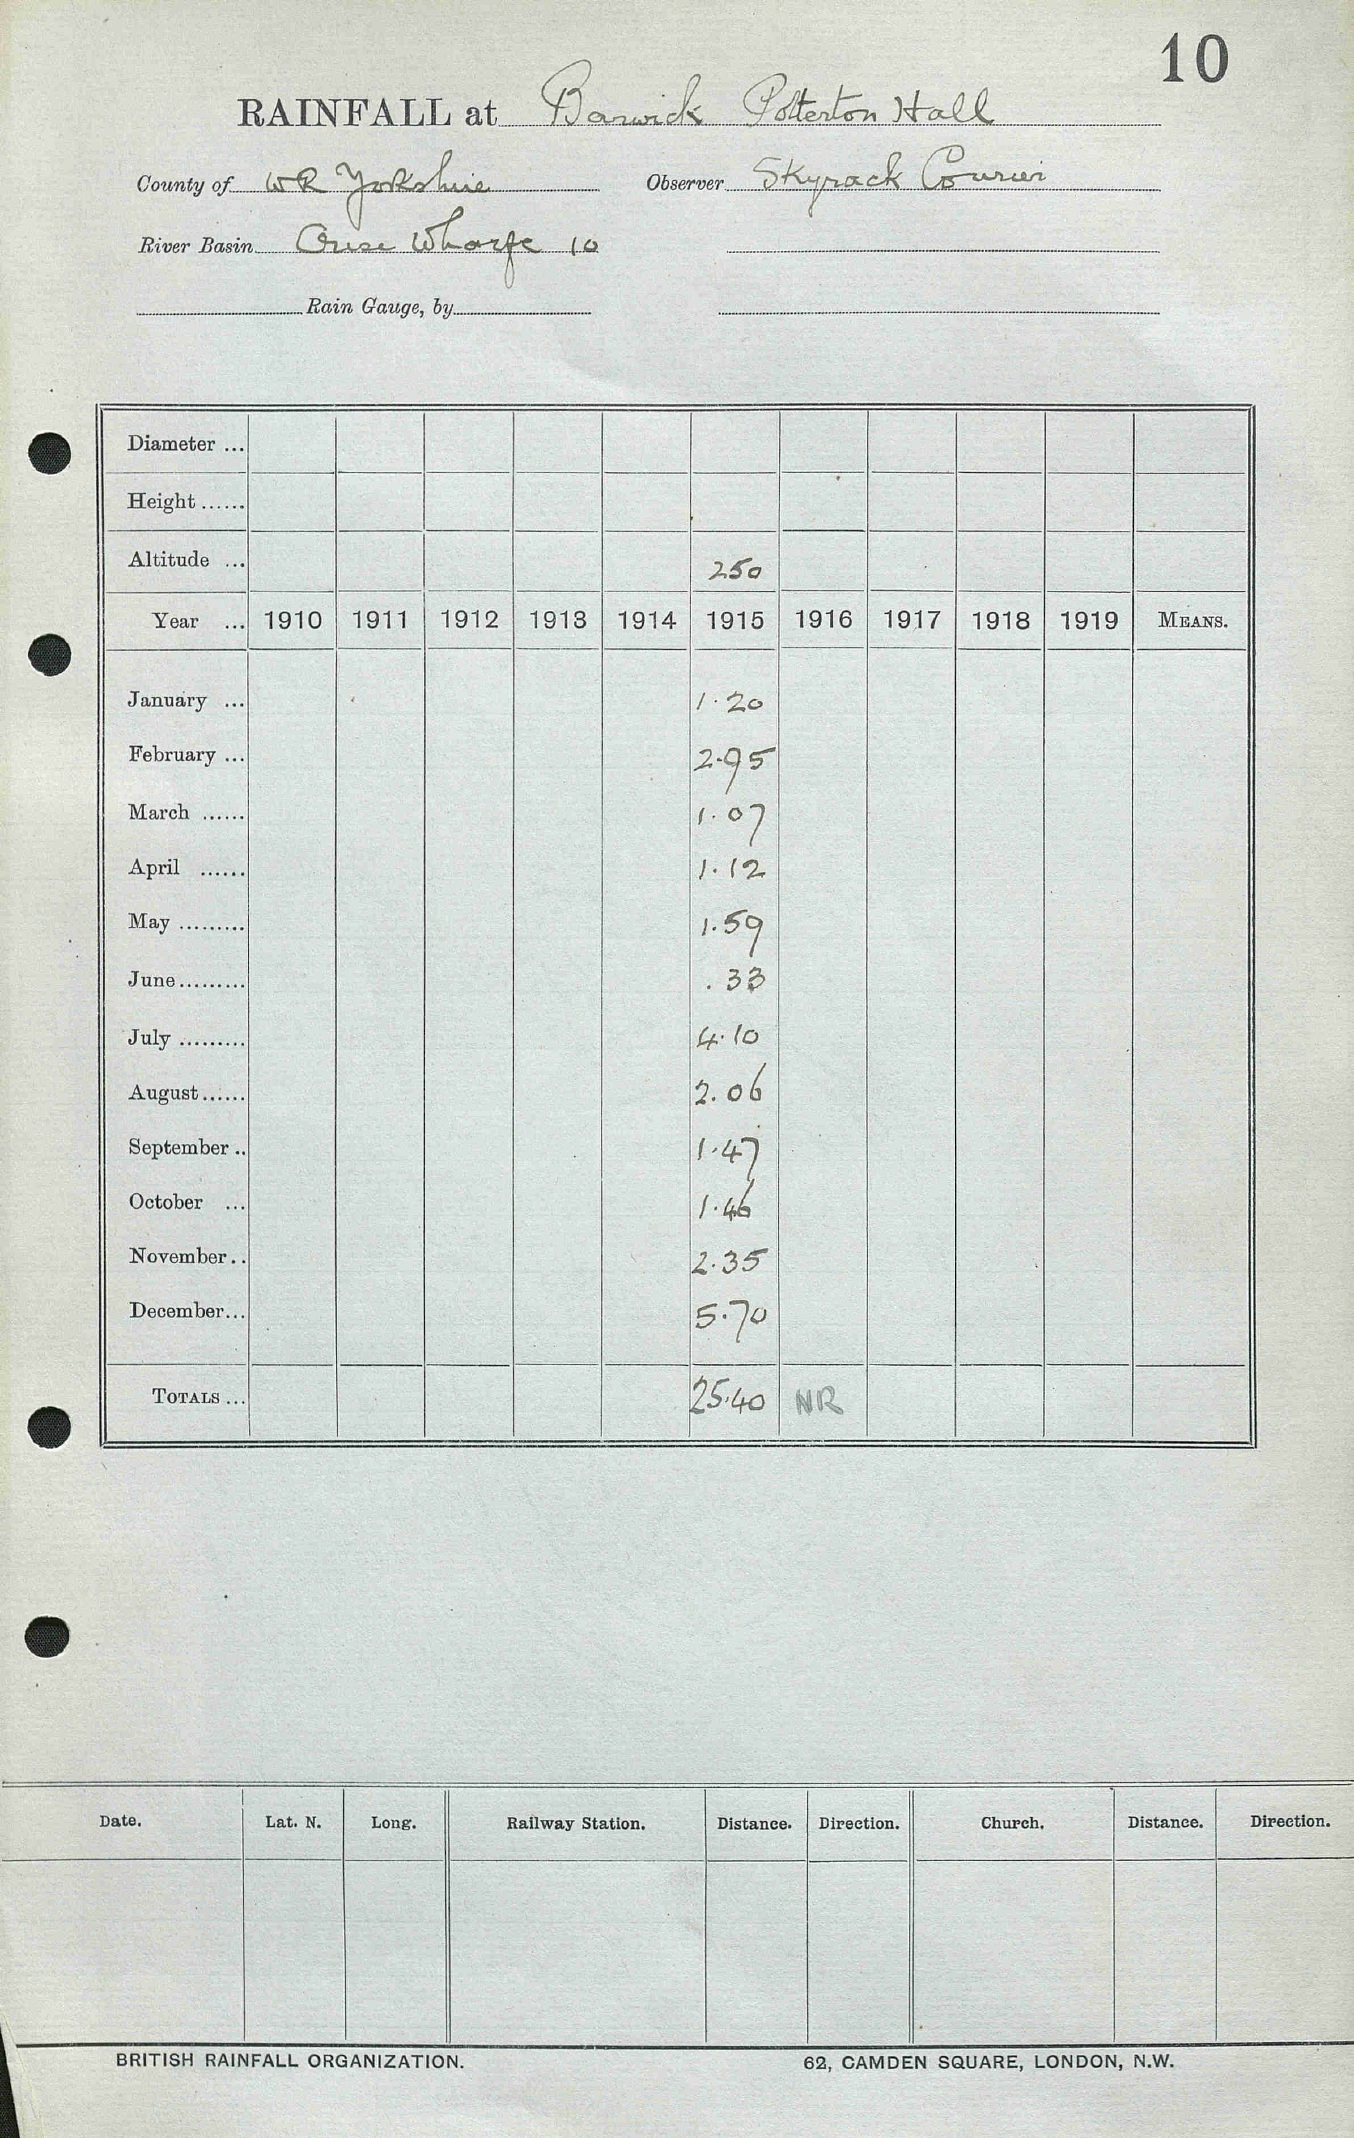 10
RAINFALL at Barwick Potterton Hall
County of WR Yorkshire Observer Skyrack Courier
River Basin Ouse Wharfe 10
Rain Gauge, by
Diameter ...
Height ......
Altitude ... 250
Year ... 1910 1911 1912 1913 1914 1915 1916 1917 1918 1919 MEANS.
January ... 1.20
February ... 2.95
March ...... 1.07
April ...... 1.12
May ......... 1.59
June......... .33
July ......... 4.10
August...... 2.06
September .. 1.47
October ... 1.46
November.. 2.35
December... 5.70
TOTALS ... 25.40 NR
Date. Lat. N. Long. Railway Station. Distance. Direction. Church. Distance. Direction.
BRITISH RAINFALL ORGANIZATION. 62, CAMDEN SQUARE, LONDON, N.W.